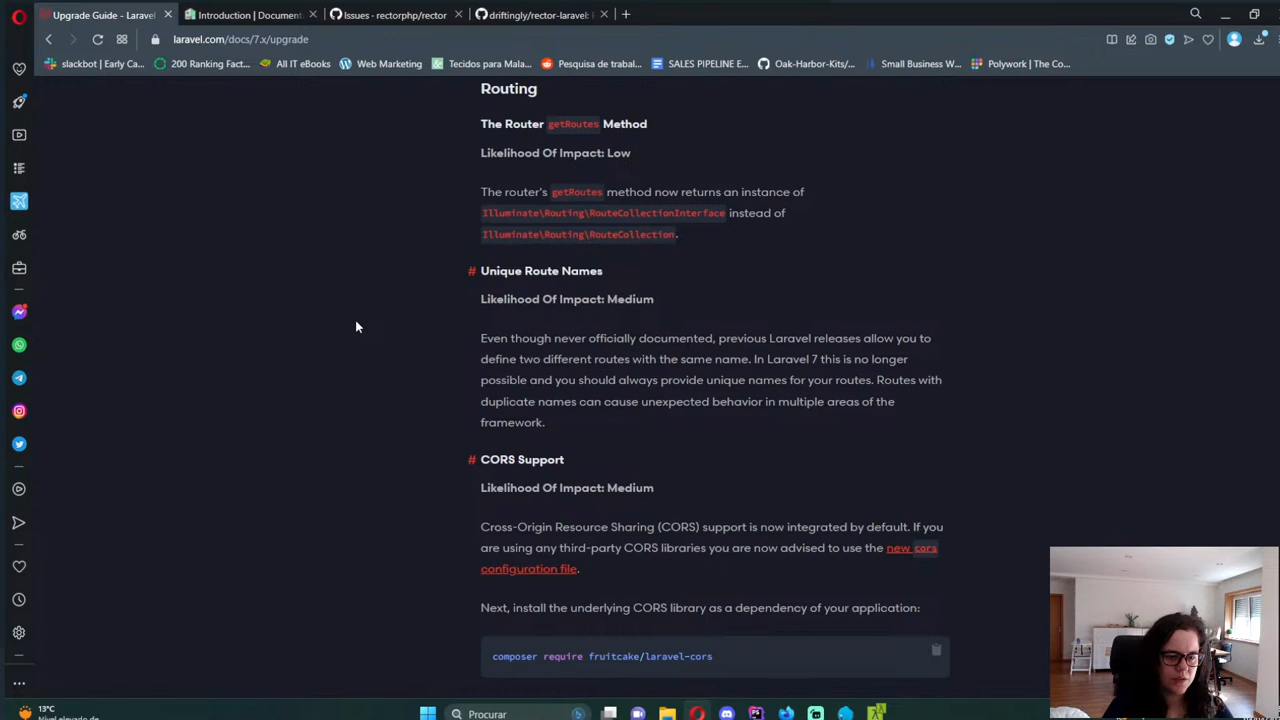 Upgrade Guide - Laravel
Introduction | Document
Issues - rectorphp/rector
driftingly/rector-laravel:
laravel.com/docs/7.x/upgrade
slackbot | Early Ca...
200 Ranking Fact...
All IT eBooks
Web Marketing
Tecidos para Mala...
Pesquisa de trabal...
SALES PIPELINE E...
Oak-Harbor-Kits/...
Small Business W...
Polywork | The Co...
Routing
The Router getRoutes Method
Likelihood Of Impact: Low
The router's getRoutes method now returns an instance of
Illuminate\Routing\RouteCollectionInterface instead of
Illuminate\Routing\RouteCollection.
# Unique Route Names
Likelihood Of Impact: Medium
Even though never officially documented, previous Laravel releases allow you to
define two different routes with the same name. In Laravel 7 this is no longer
possible and you should always provide unique names for your routes. Routes with
duplicate names can cause unexpected behavior in multiple areas of the
framework.
# CORS Support
Likelihood Of Impact: Medium
Cross-Origin Resource Sharing (CORS) support is now integrated by default. If you
are using any third-party CORS libraries you are now advised to use the new cors
configuration file.
Next, install the underlying CORS library as a dependency of your application:
composer require fruitcake/laravel-cors
13°C
Nível elevado de
Procurar